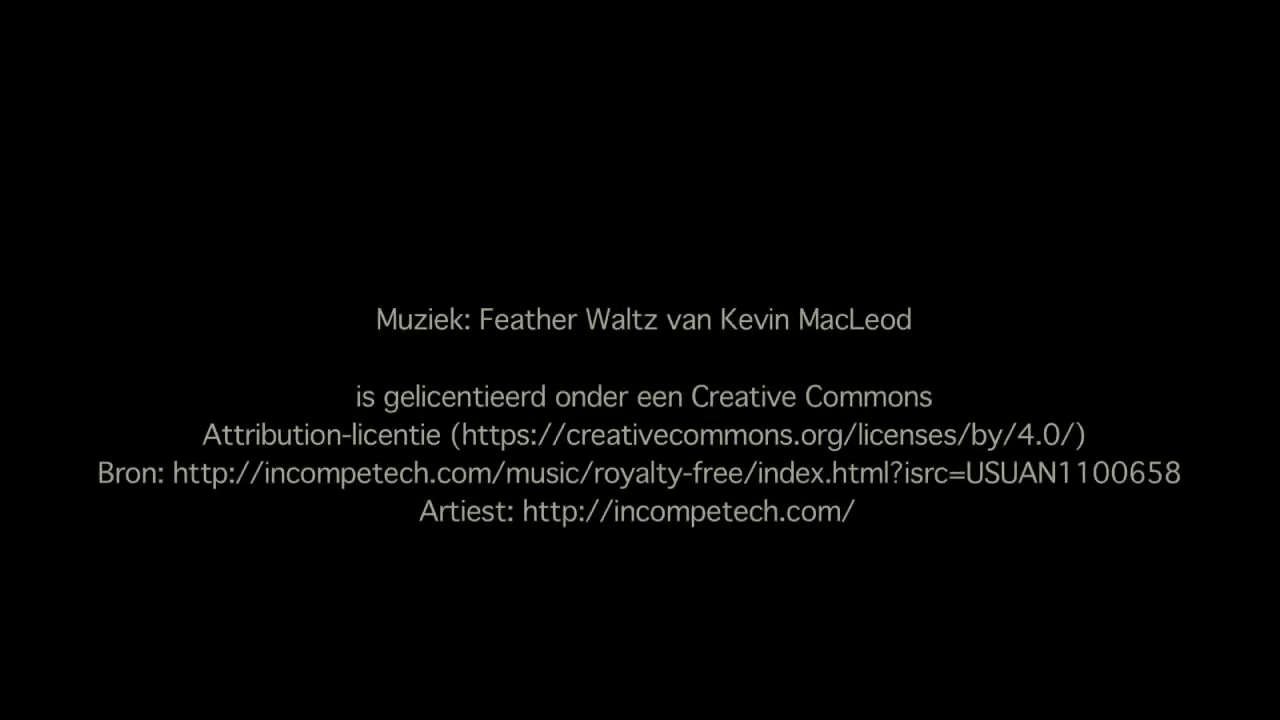 Muziek: Feather Waltz van Kevin MacLeod
is gelicentieerd onder een Creative Commons
Attribution-licentie (https://creativecommons.org/licenses/by/4.0/)
Bron: http://incompetech.com/music/royalty-free/index.html?isrc=USUAN1100658
Artiest: http://incompetech.com/